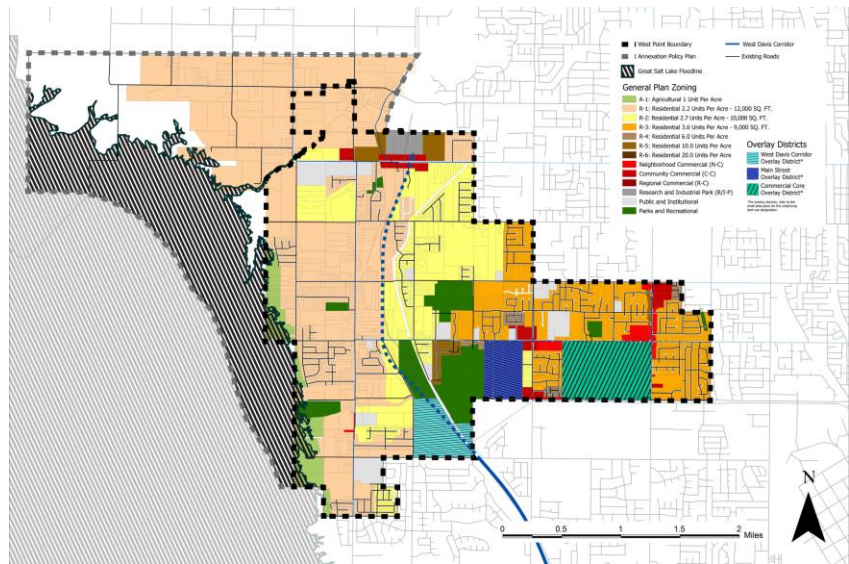 West Point Boundary
Annexation Policy Plan
Great Salt Lake Floodline
West Davis Corridor
Existing Roads
General Plan Zoning
A-1: Agricultural 1 Unit Per Acre
R-1: Residential 2.2 Units Per Acre - 12,000 SQ. FT.
R-2: Residential 2.7 Units Per Acre - 10,000 SQ. FT.
R-3: Residential 3.6 Units Per Acre - 9,000 SQ. FT.
R-4: Residential 6.0 Units Per Acre
R-5: Residential 10.0 Units Per Acre
R-6: Residential 20.0 Units Per Acre
Neighborhood Commercial (N-C)
Community Commercial (C-C)
Regional Commercial (R-C)
Research and Industrial Park (R/I-P)
Public and Institutional
Parks and Recreational
Overlay Districts
West Davis Corridor
Overlay District*
Main Street
Overlay District*
Commercial Core
Overlay District*
N
0 0.5 1 1.5 2
Miles